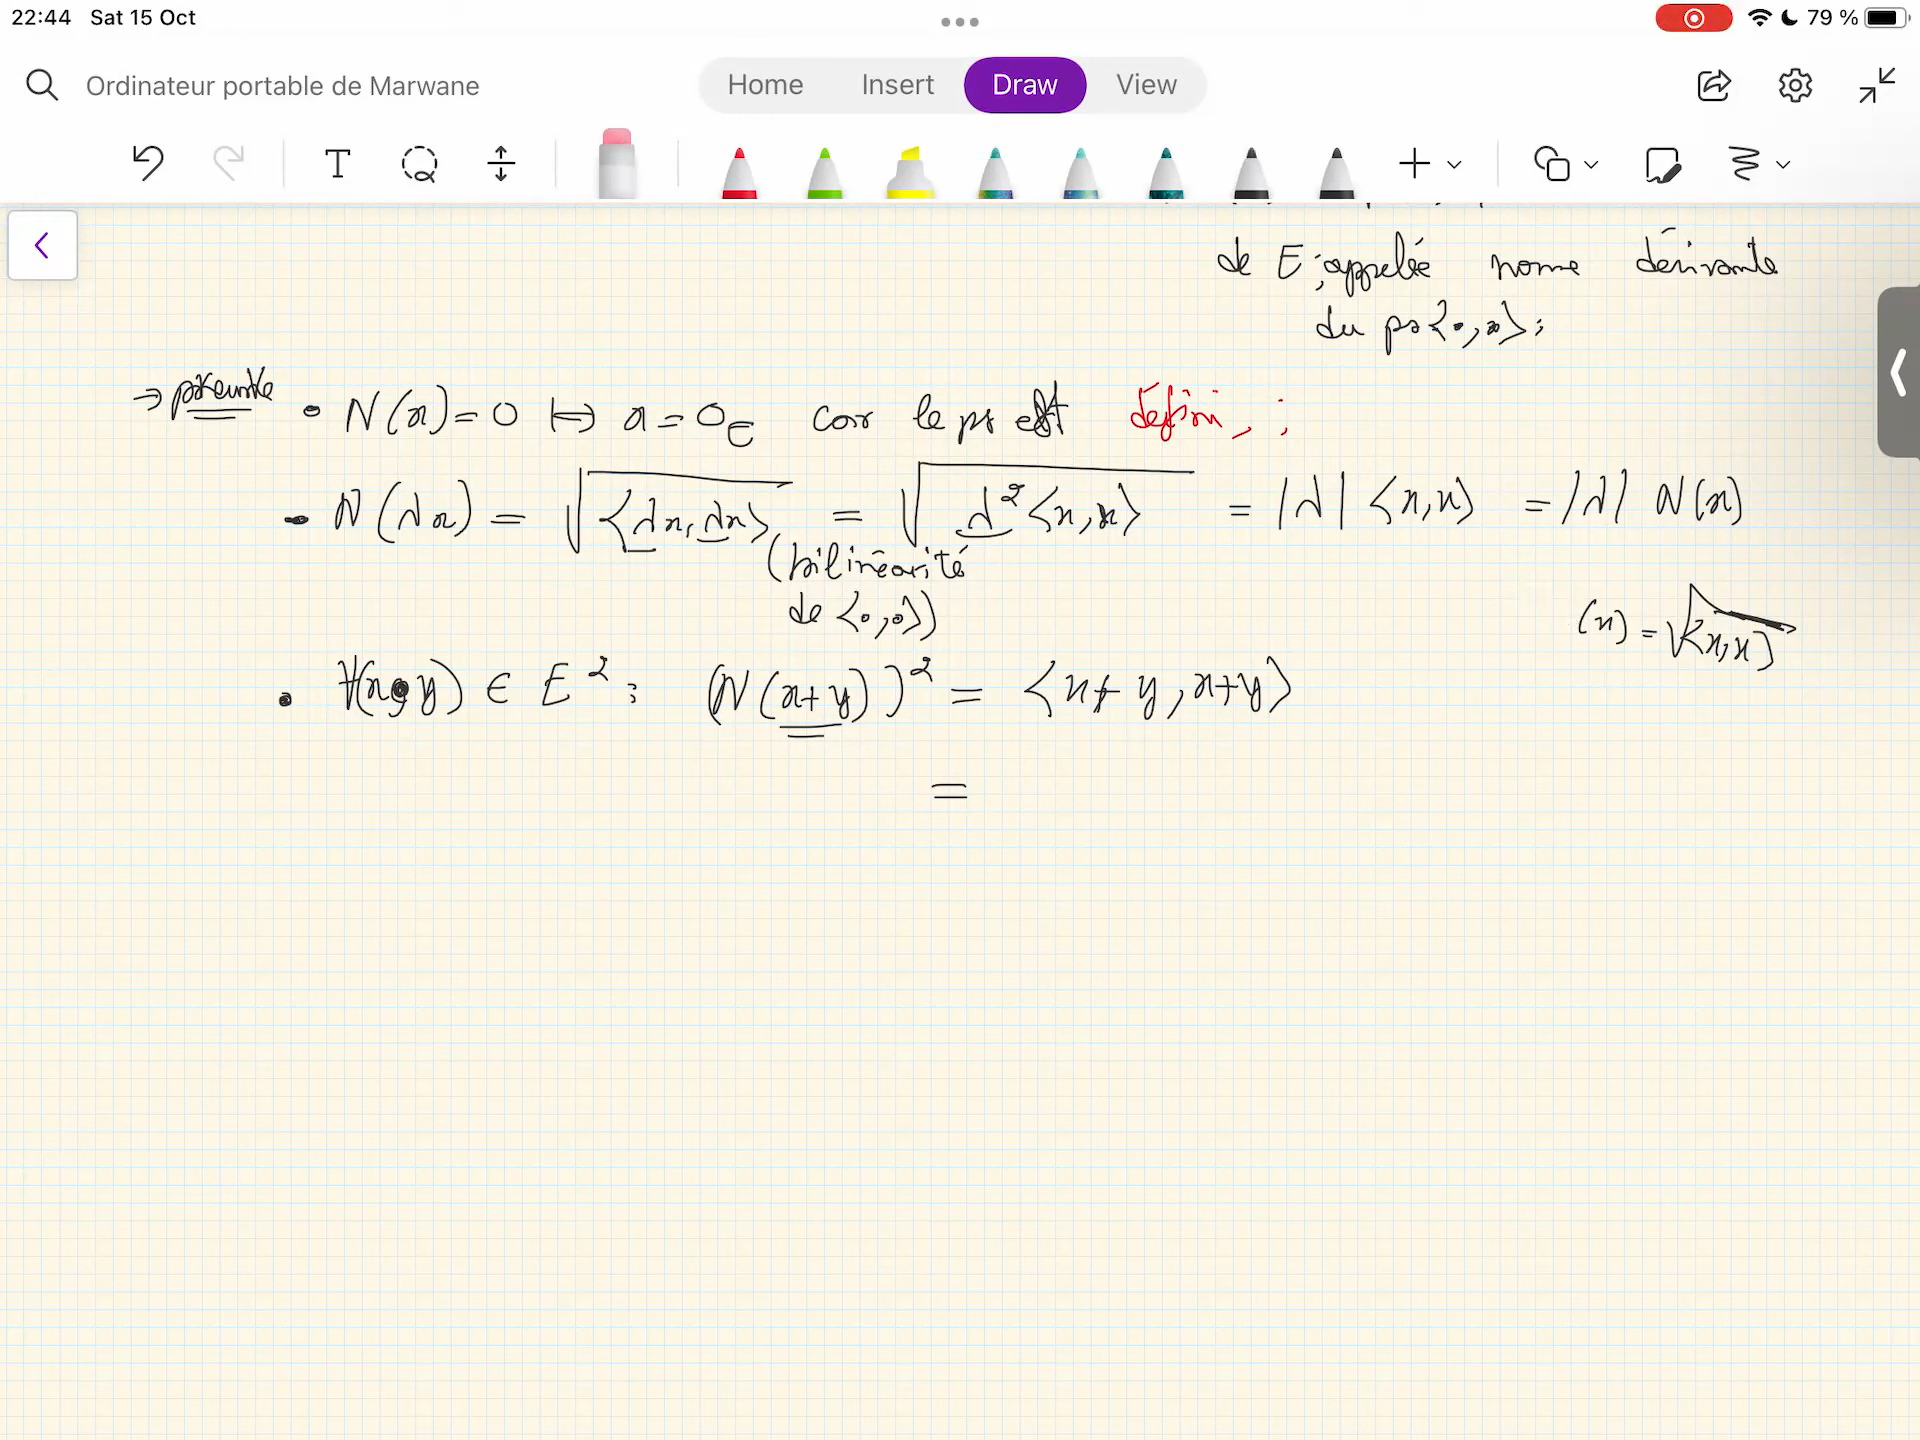 22:44 Sat 15 Oct
79 %
Ordinateur portable de Marwane
Home Insert Draw View
de E ; appelée norme dérivante
du ps <•,•> ;
→ preuve • N(x) = 0 ⟺ x = 0_E car le ps est défini, ;
- N(λx) = √<λx, λx> = √λ²<x,x> = |λ| <x,x> = |λ| N(x)
(bilinéarité
de <•,•>)
(x) = √<x,x>
• ∀(x,y) ∈ E² : (N(x+y))² = <x+y, x+y>
=